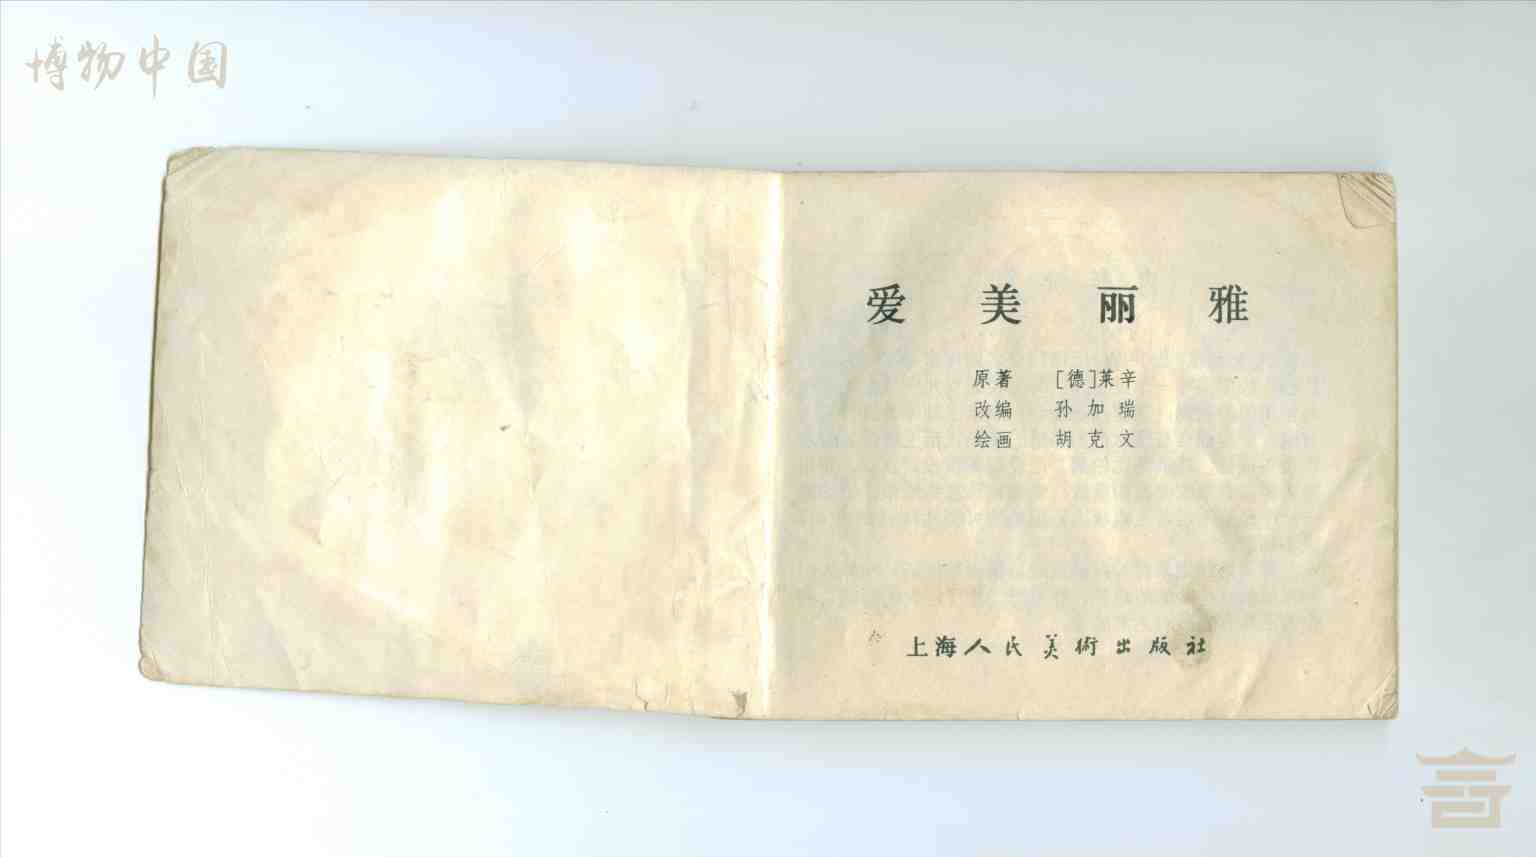 博物中国
爱美丽雅
原著 [德]莱辛
改编 孙加瑞
绘画 胡克文
上海人民美術出版社